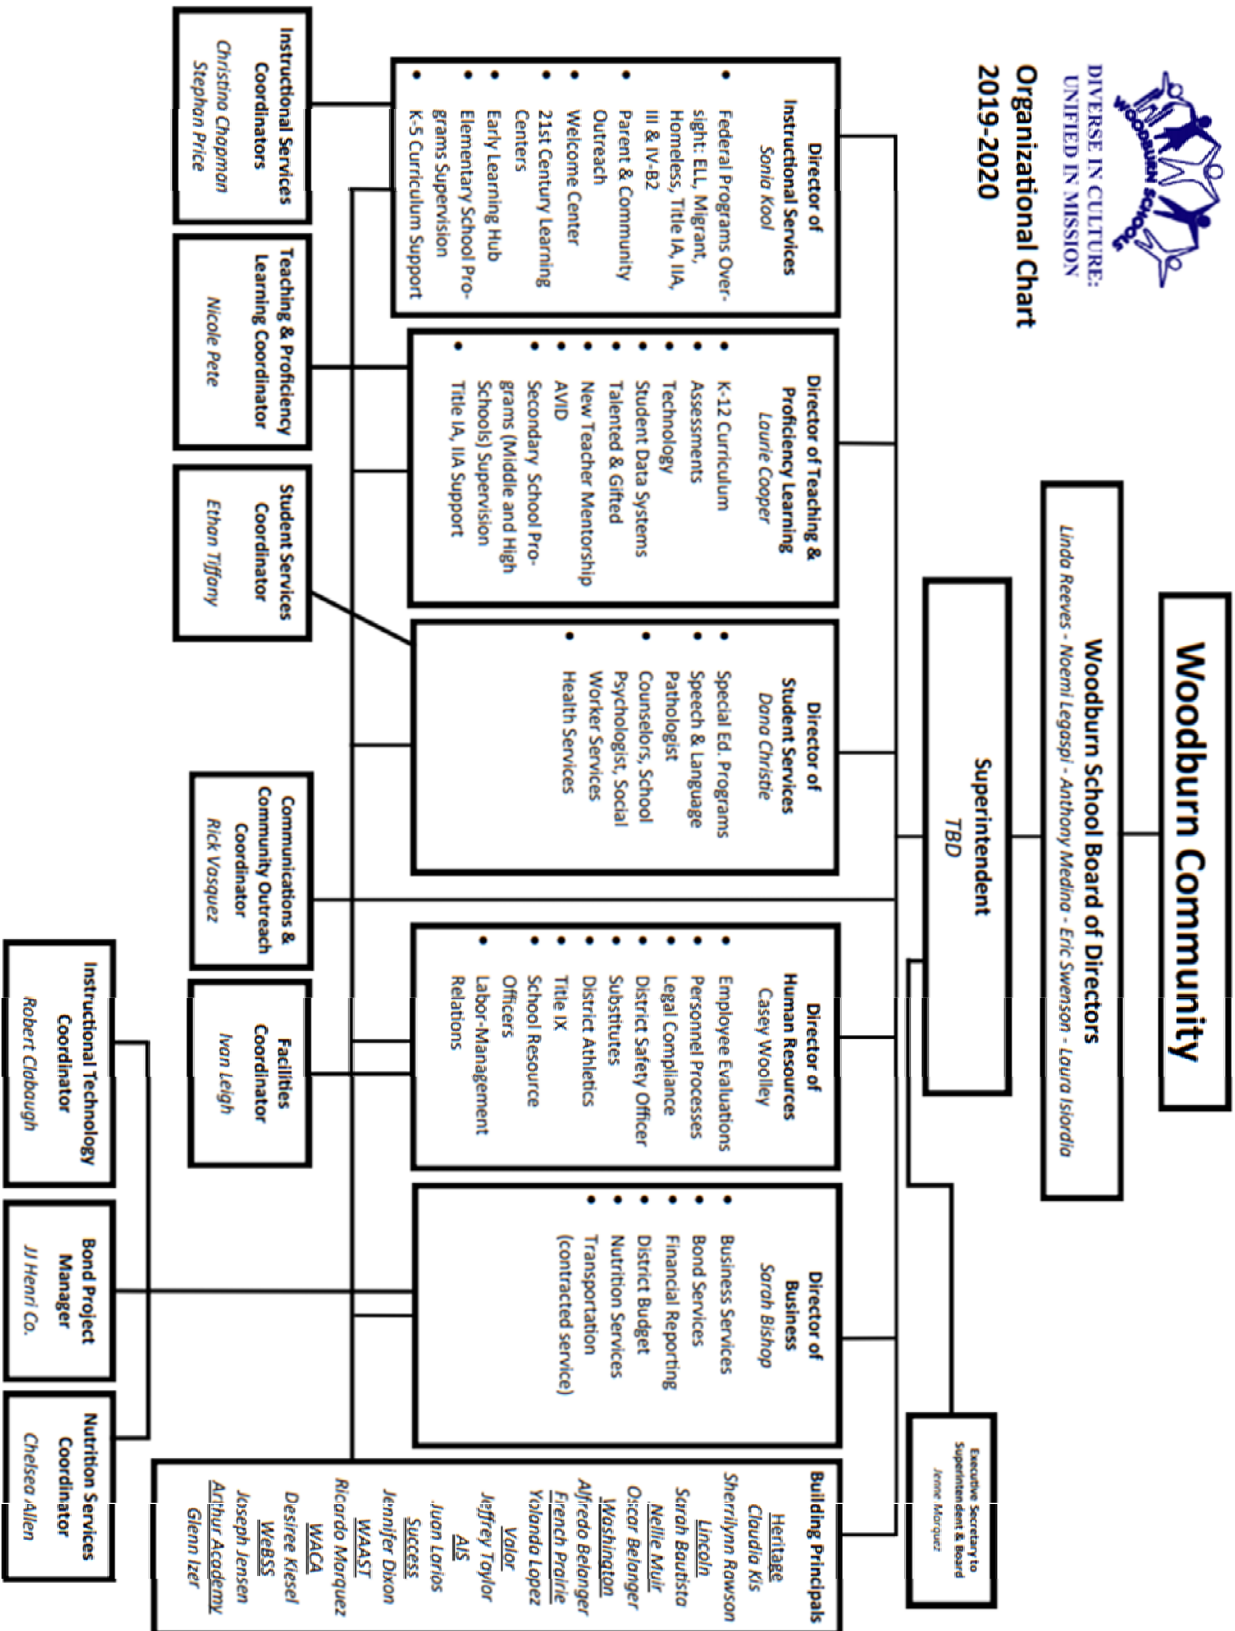 WOODBURN SCHOOLS
DIVERSE IN CULTURE:
UNIFIED IN MISSION
Organizational Chart
2019-2020
Woodburn Community
Woodburn School Board of Directors
Linda Reeves - Noemi Legaspi - Anthony Medina - Eric Swenson - Laura Isiordia
Superintendent
TBD
Executive Secretary to
Superintendent & Board
Jenne Marquez
Director of
Instructional Services
Sonia Kool
• Federal Programs Over-
sight: ELL, Migrant,
Homeless, Title IA, IIA,
III & IV-B2
• Parent & Community
Outreach
• Welcome Center
• 21st Century Learning
Centers
• Early Learning Hub
• Elementary School Pro-
grams Supervision
• K-5 Curriculum Support
Director of Teaching &
Proficiency Learning
Laurie Cooper
• K-12 Curriculum
• Assessments
• Technology
• Student Data Systems
• Talented & Gifted
• New Teacher Mentorship
• AVID
• Secondary School Pro-
grams (Middle and High
Schools) Supervision
• Title IA, IIA Support
Director of
Student Services
Dana Christie
• Special Ed. Programs
• Speech & Language
Pathologist
• Counselors, School
Psychologist, Social
Worker Services
• Health Services
Director of
Human Resources
Casey Woolley
• Employee Evaluations
• Personnel Processes
• Legal Compliance
• District Safety Officer
• Substitutes
• District Athletics
• Title IX
• School Resource
Officers
• Labor-Management
Relations
Director of
Business
Sarah Bishop
• Business Services
• Bond Services
• Financial Reporting
• District Budget
• Nutrition Services
• Transportation
(contracted service)
Building Principals
Heritage
Claudia Kis
Sherrilynn Rawson
Lincoln
Sarah Bautista
Nellie Muir
Oscar Belanger
Washington
Alfredo Belanger
French Prairie
Yolanda Lopez
Valor
Jeffrey Taylor
AIS
Juan Larios
Success
Jennifer Dixon
WAAST
Ricardo Marquez
WACA
Desiree Kiesel
WeBSS
Joseph Jensen
Arthur Academy
Glenn Izer
Instructional Services
Coordinators
Christina Chapman
Stephan Price
Teaching & Proficiency
Learning Coordinator
Nicole Pete
Student Services
Coordinator
Ethan Tiffany
Communications &
Community Outreach
Coordinator
Rick Vasquez
Facilities
Coordinator
Ivan Leigh
Instructional Technology
Coordinator
Robert Clabaugh
Bond Project
Manager
JJ Henri Co.
Nutrition Services
Coordinator
Chelsea Allen